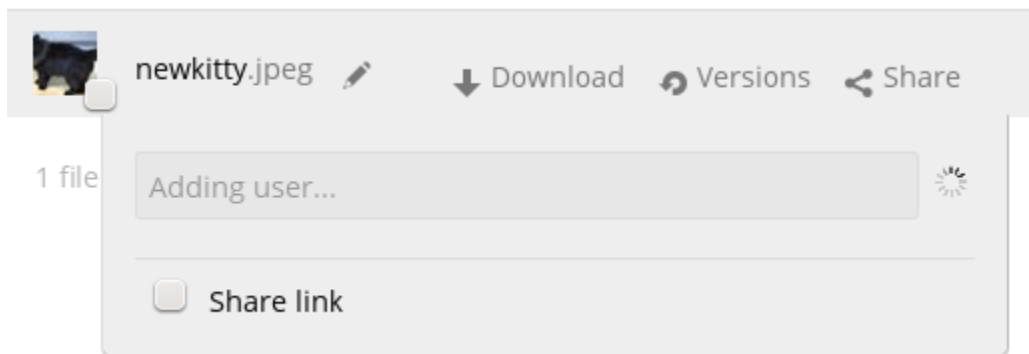 newkitty.jpeg Download Versions Share
1 file
Adding user...
Share link